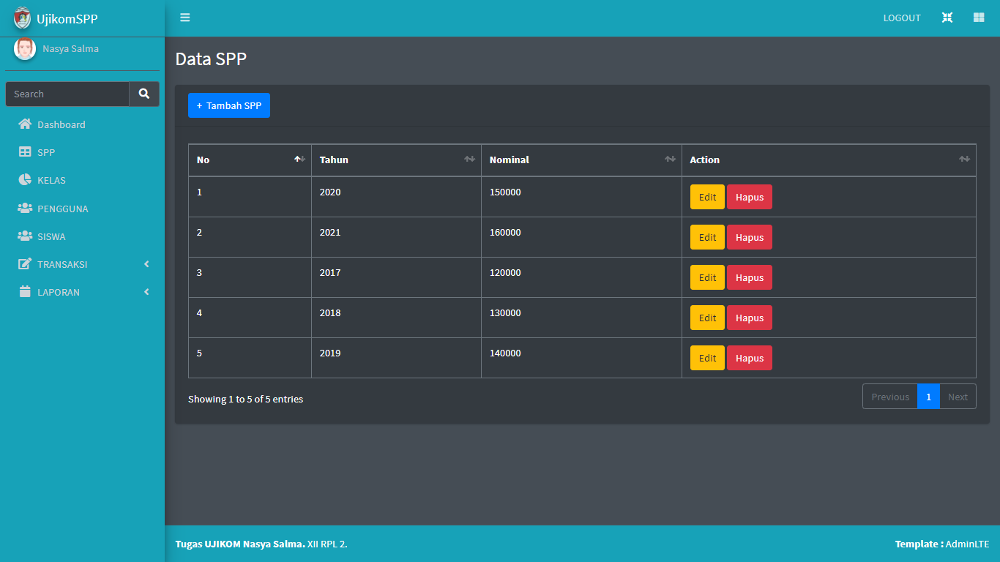 UjikomSPP
LOGOUT
Nasya Salma
Search
Dashboard
SPP
KELAS
PENGGUNA
SISWA
TRANSAKSI
LAPORAN
Data SPP
+ Tambah SPP
No Tahun Nominal Action
1 2020 150000 Edit Hapus
2 2021 160000 Edit Hapus
3 2017 120000 Edit Hapus
4 2018 130000 Edit Hapus
5 2019 140000 Edit Hapus
Showing 1 to 5 of 5 entries
Previous 1 Next
Tugas UJIKOM Nasya Salma. XII RPL 2.
Template : AdminLTE